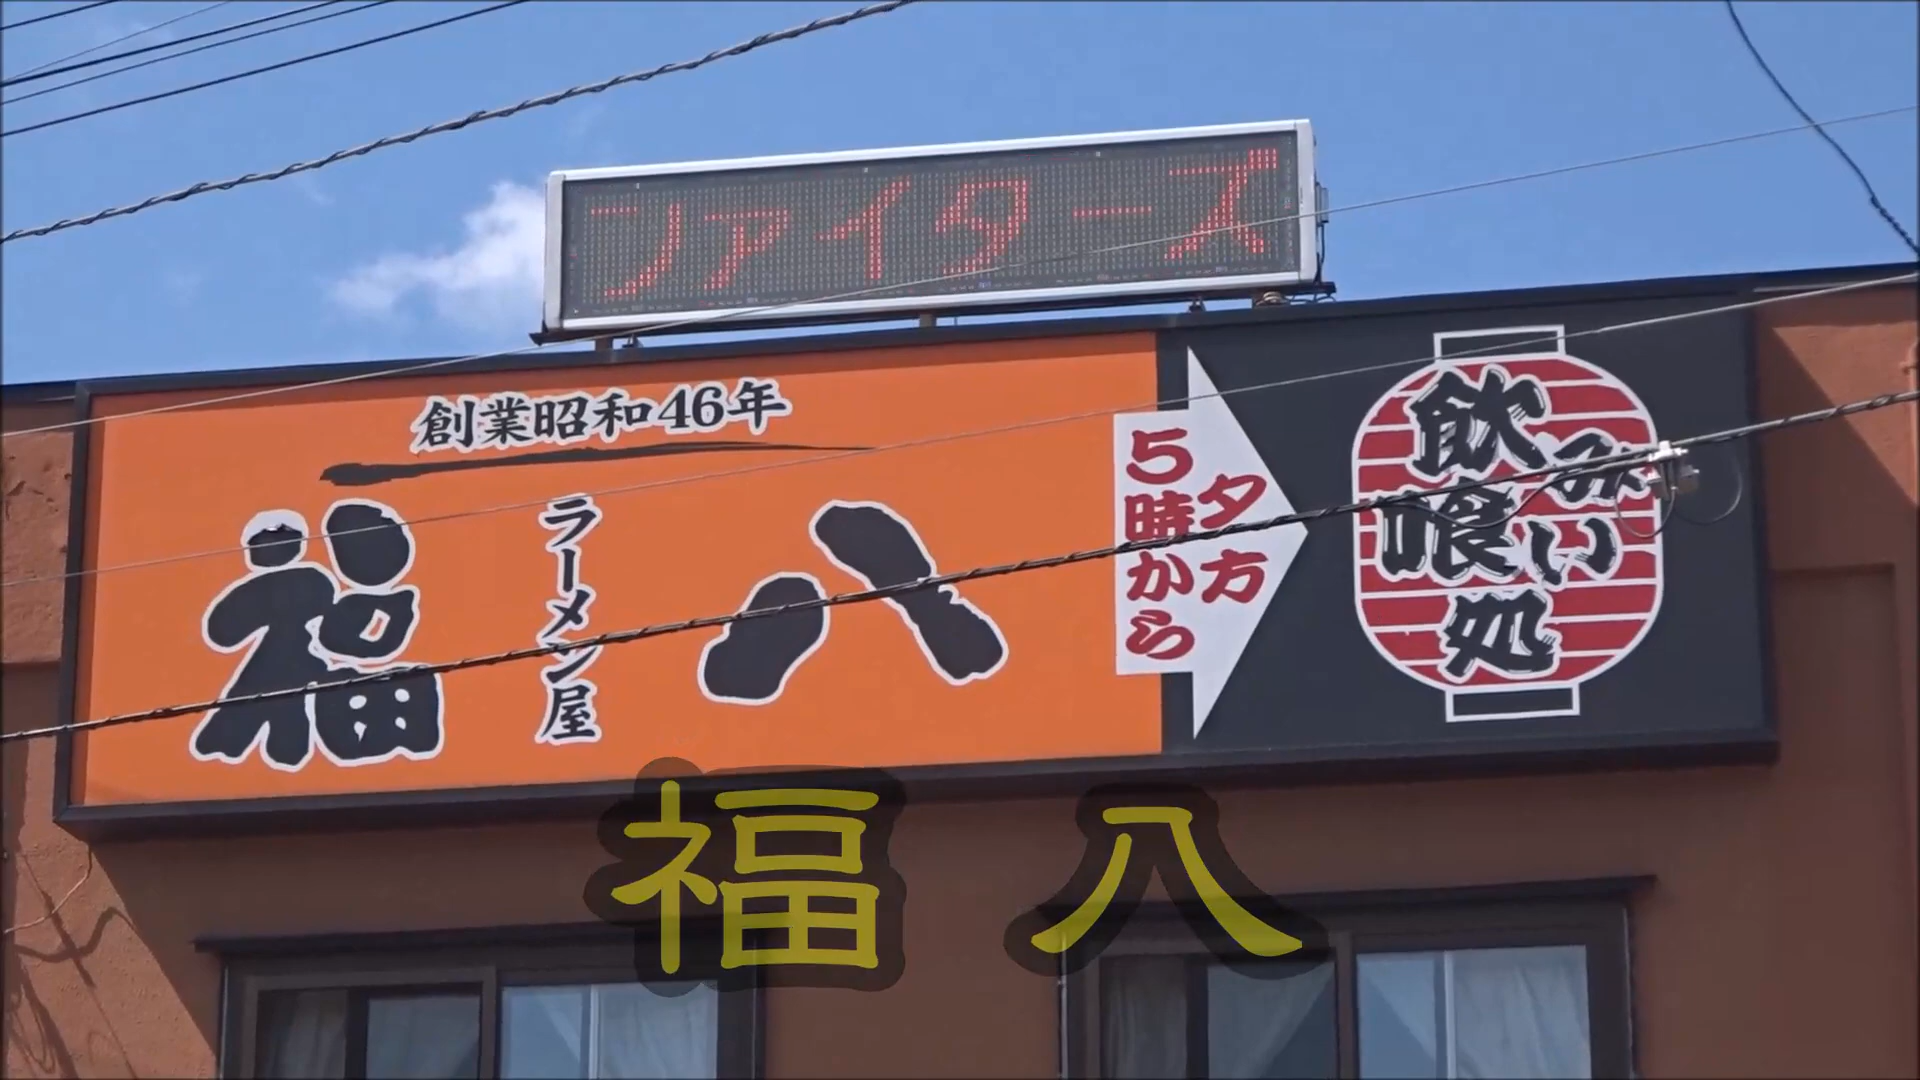 ファイターズ
創業昭和46年
福八
ラーメン屋
夕方
5時から
飲み
喰い
処
福八